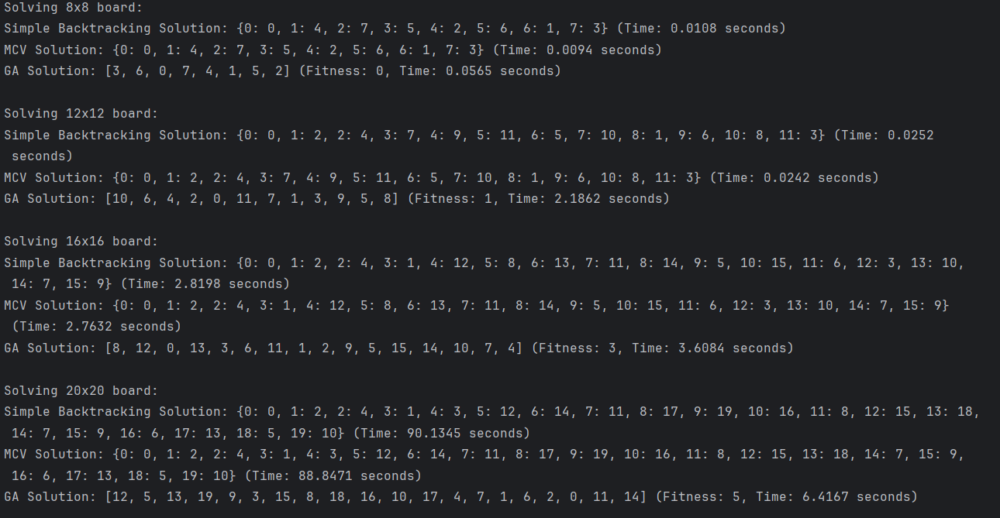 Solving 8x8 board:
Simple Backtracking Solution: {0: 0, 1: 4, 2: 7, 3: 5, 4: 2, 5: 6, 6: 1, 7: 3} (Time: 0.0108 seconds)
MCV Solution: {0: 0, 1: 4, 2: 7, 3: 5, 4: 2, 5: 6, 6: 1, 7: 3} (Time: 0.0094 seconds)
GA Solution: [3, 6, 0, 7, 4, 1, 5, 2] (Fitness: 0, Time: 0.0565 seconds)

Solving 12x12 board:
Simple Backtracking Solution: {0: 0, 1: 2, 2: 4, 3: 7, 4: 9, 5: 11, 6: 5, 7: 10, 8: 1, 9: 6, 10: 8, 11: 3} (Time: 0.0252
seconds)
MCV Solution: {0: 0, 1: 2, 2: 4, 3: 7, 4: 9, 5: 11, 6: 5, 7: 10, 8: 1, 9: 6, 10: 8, 11: 3} (Time: 0.0242 seconds)
GA Solution: [10, 6, 4, 2, 0, 11, 7, 1, 3, 9, 5, 8] (Fitness: 1, Time: 2.1862 seconds)

Solving 16x16 board:
Simple Backtracking Solution: {0: 0, 1: 2, 2: 4, 3: 1, 4: 12, 5: 8, 6: 13, 7: 11, 8: 14, 9: 5, 10: 15, 11: 6, 12: 3, 13: 10,
14: 7, 15: 9} (Time: 2.8198 seconds)
MCV Solution: {0: 0, 1: 2, 2: 4, 3: 1, 4: 12, 5: 8, 6: 13, 7: 11, 8: 14, 9: 5, 10: 15, 11: 6, 12: 3, 13: 10, 14: 7, 15: 9}
(Time: 2.7632 seconds)
GA Solution: [8, 12, 0, 13, 3, 6, 11, 1, 2, 9, 5, 15, 14, 10, 7, 4] (Fitness: 3, Time: 3.6084 seconds)

Solving 20x20 board:
Simple Backtracking Solution: {0: 0, 1: 2, 2: 4, 3: 1, 4: 3, 5: 12, 6: 14, 7: 11, 8: 17, 9: 19, 10: 16, 11: 8, 12: 15, 13: 18,
14: 7, 15: 9, 16: 6, 17: 13, 18: 5, 19: 10} (Time: 90.1345 seconds)
MCV Solution: {0: 0, 1: 2, 2: 4, 3: 1, 4: 3, 5: 12, 6: 14, 7: 11, 8: 17, 9: 19, 10: 16, 11: 8, 12: 15, 13: 18, 14: 7, 15: 9,
16: 6, 17: 13, 18: 5, 19: 10} (Time: 88.8471 seconds)
GA Solution: [12, 5, 13, 19, 9, 3, 15, 8, 18, 16, 10, 17, 4, 7, 1, 6, 2, 0, 11, 14] (Fitness: 5, Time: 6.4167 seconds)